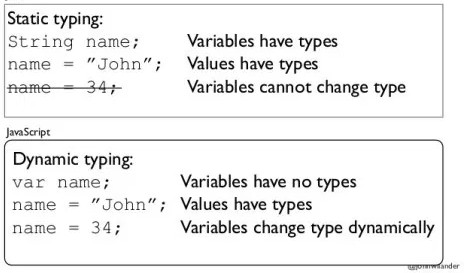 Static typing:
String name; Variables have types
name = ”John”; Values have types
name = 34; Variables cannot change type
JavaScript
Dynamic typing:
var name; Variables have no types
name = ”John”; Values have types
name = 34; Variables change type dynamically
@johnwilander